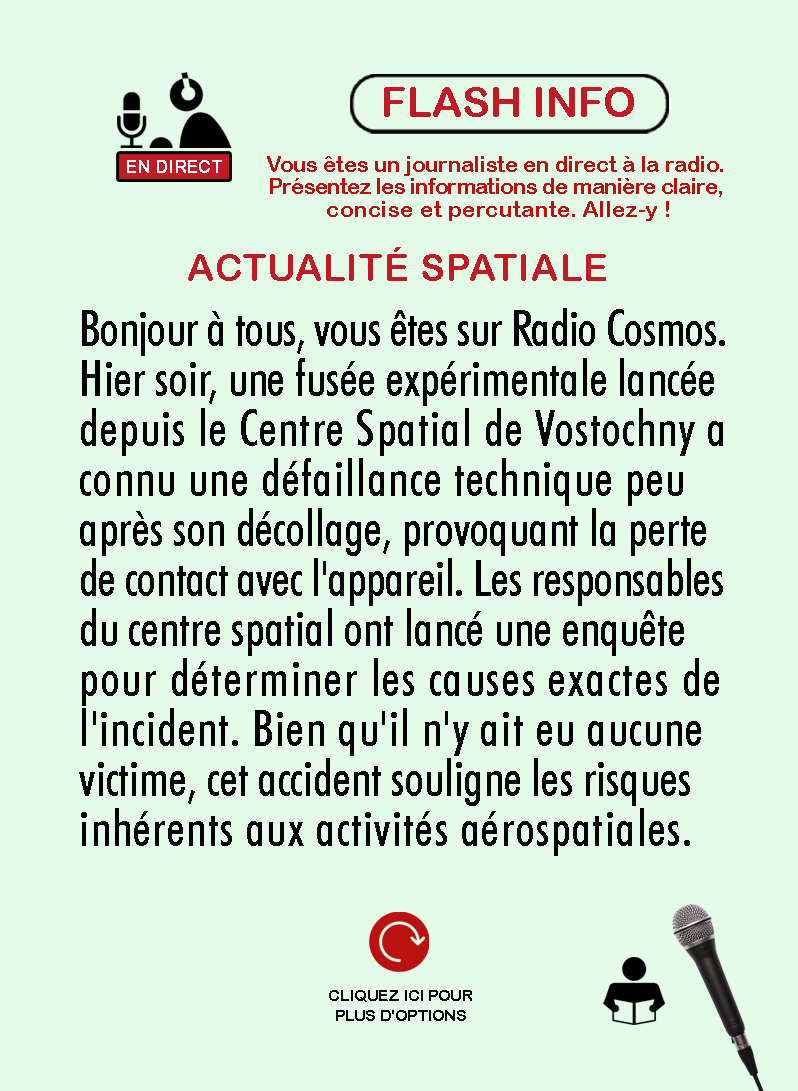 FLASH INFO
EN DIRECT
Vous êtes un journaliste en direct à la radio.
Présentez les informations de manière claire,
concise et percutante. Allez-y !
ACTUALITÉ SPATIALE
Bonjour à tous, vous êtes sur Radio Cosmos.
Hier soir, une fusée expérimentale lancée
depuis le Centre Spatial de Vostochny a
connu une défaillance technique peu
après son décollage, provoquant la perte
de contact avec l'appareil. Les responsables
du centre spatial ont lancé une enquête
pour déterminer les causes exactes de
l'incident. Bien qu'il n'y ait eu aucune
victime, cet accident souligne les risques
inhérents aux activités aérospatiales.
CLIQUEZ ICI POUR
PLUS D'OPTIONS